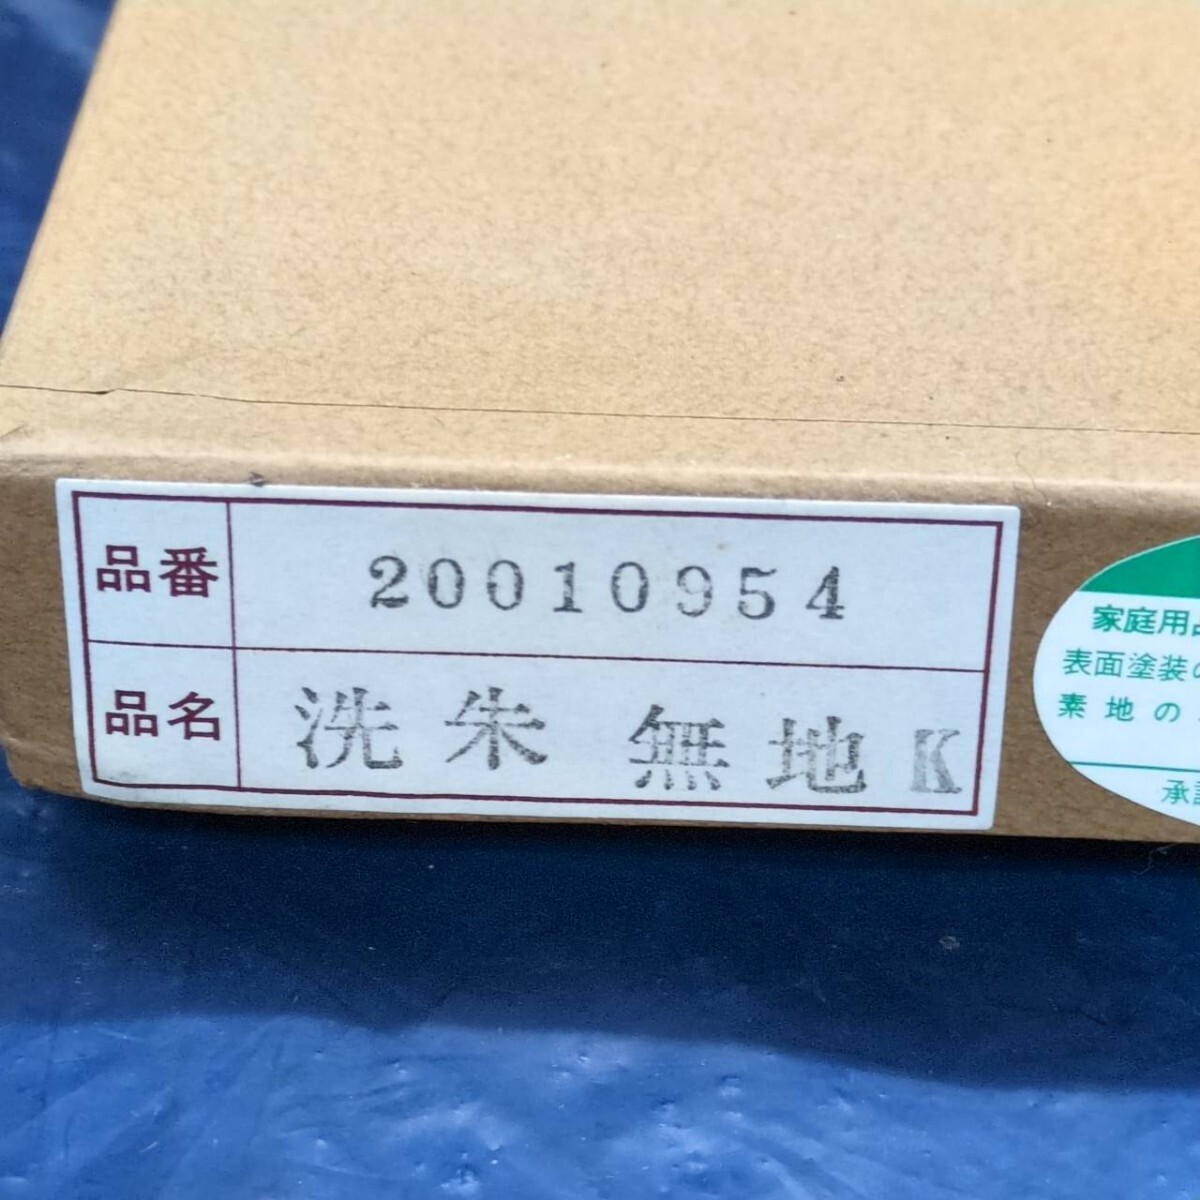 品番 20010954
品名 洗朱 無地K
家庭用品
表面塗装の
素地の
承認